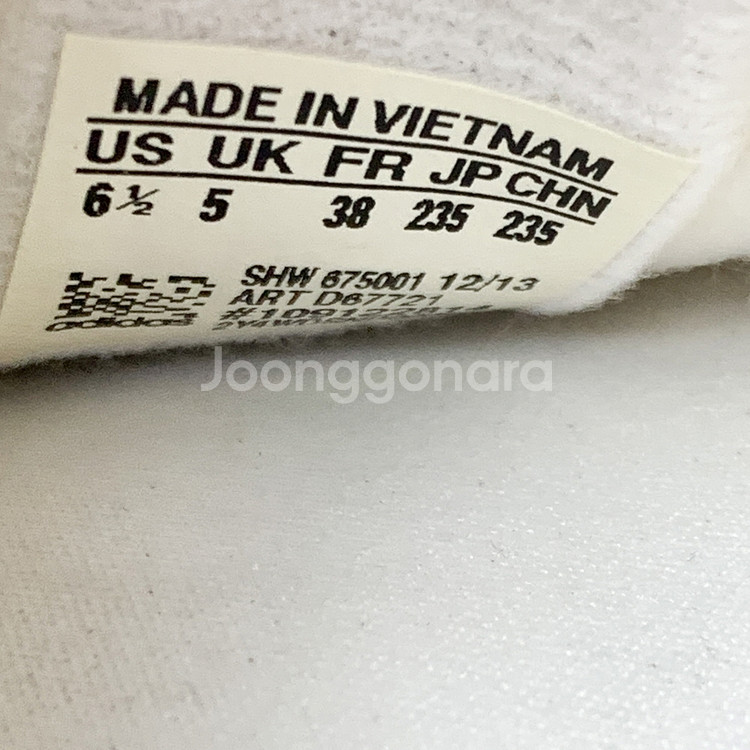 MADE IN VIETNAM
US UK FR JP CHN
6½ 5 38 235 235
SHW 675001 12/13
ART D67721
adidas
Joonggonara